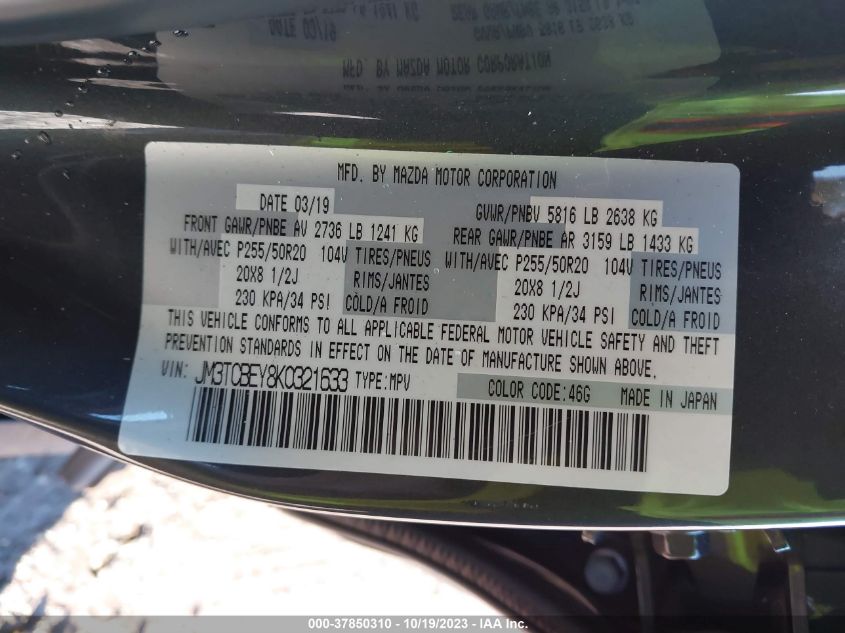 MFD. BY MAZDA MOTOR CORPORATION
DATE 03/19
GVWR/PNBV 5816 LB 2638 KG
FRONT GAWR/PNBE AV 2736 LB 1241 KG
REAR GAWR/PNBE AR 3159 LB 1433 KG
WITH/AVEC P255/50R20 104V TIRES/PNEUS
WITH/AVEC P255/50R20 104V TIRES/PNEUS
20X8 1/2J RIMS/JANTES
20X8 1/2J RIMS/JANTES
230 KPA/34 PSI COLD/A FROID
230 KPA/34 PSI COLD/A FROID
THIS VEHICLE CONFORMS TO ALL APPLICABLE FEDERAL MOTOR VEHICLE SAFETY AND THEFT
PREVENTION STANDARDS IN EFFECT ON THE DATE OF MANUFACTURE SHOWN ABOVE.
VIN: JM3TCBEY8K0321633 TYPE:MPV
COLOR CODE:46G MADE IN JAPAN
000-37850310 - 10/19/2023 - Copyright © 2023 IAA, Inc.